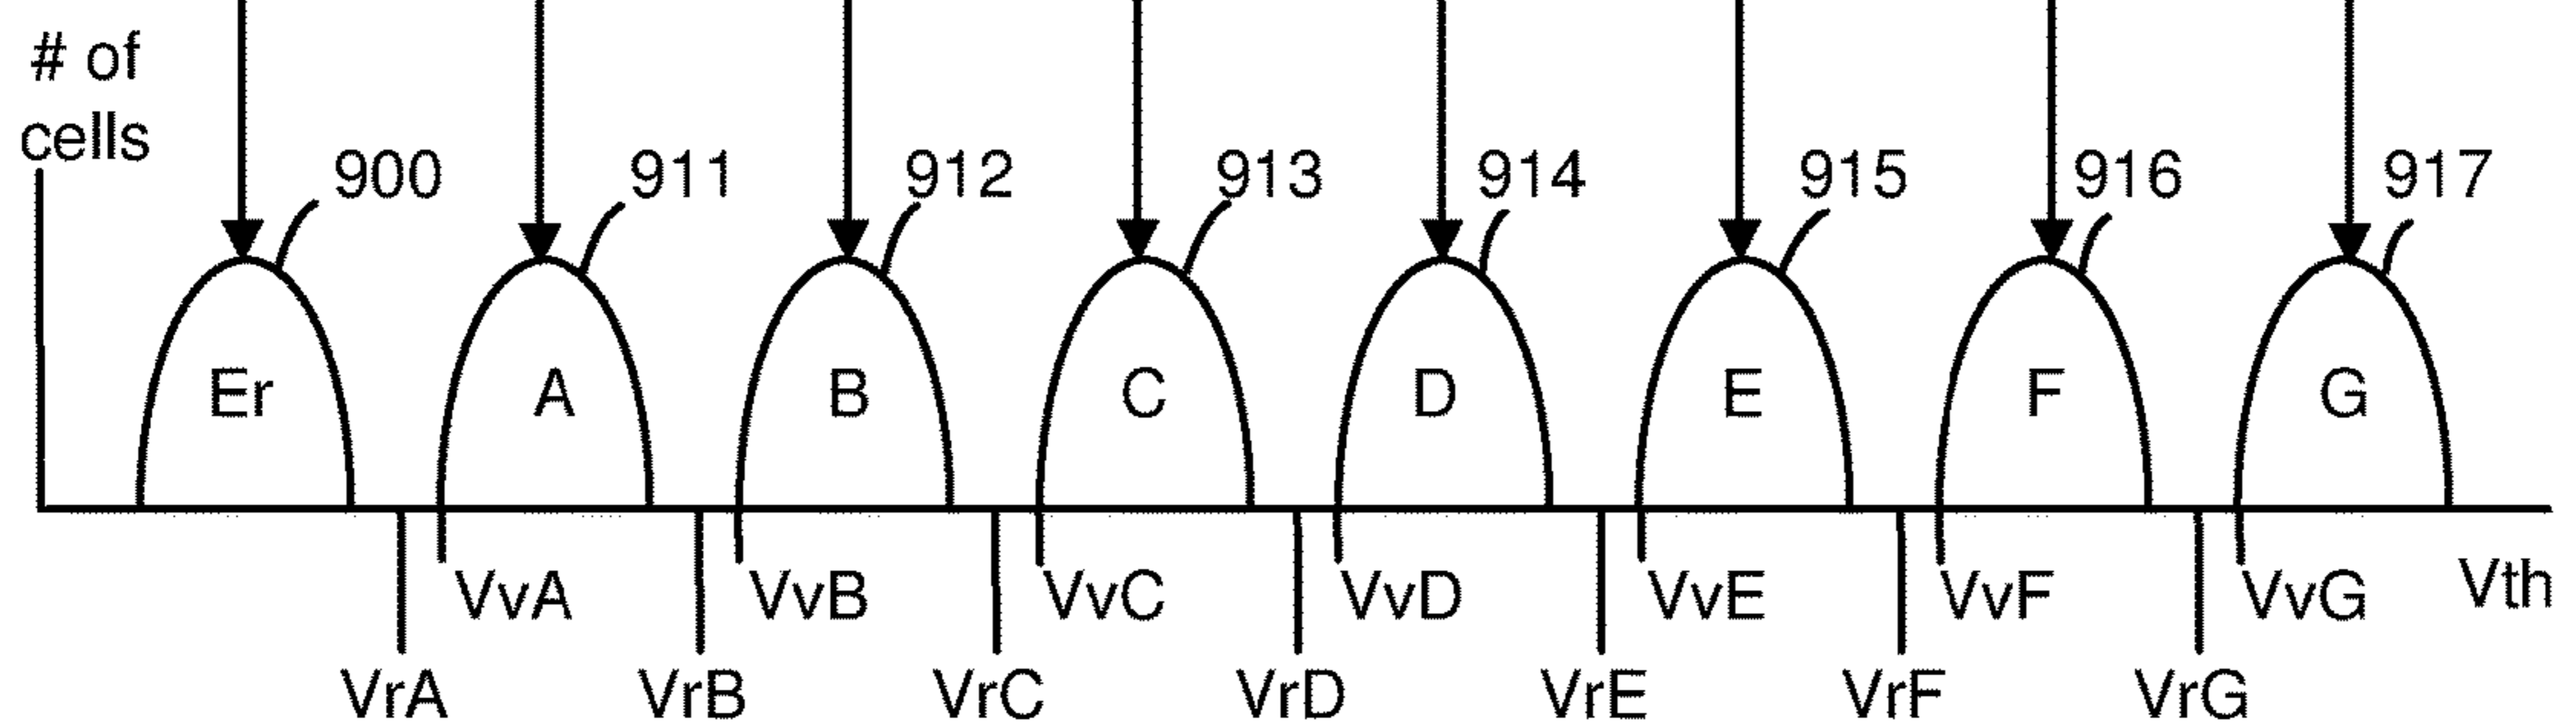 # of
cells
900 911 912 913 914 915 916 917
Er A B C D E F G
VvA VvB VvC VvD VvE VvF VvG Vth
VrA VrB VrC VrD VrE VrF VrG